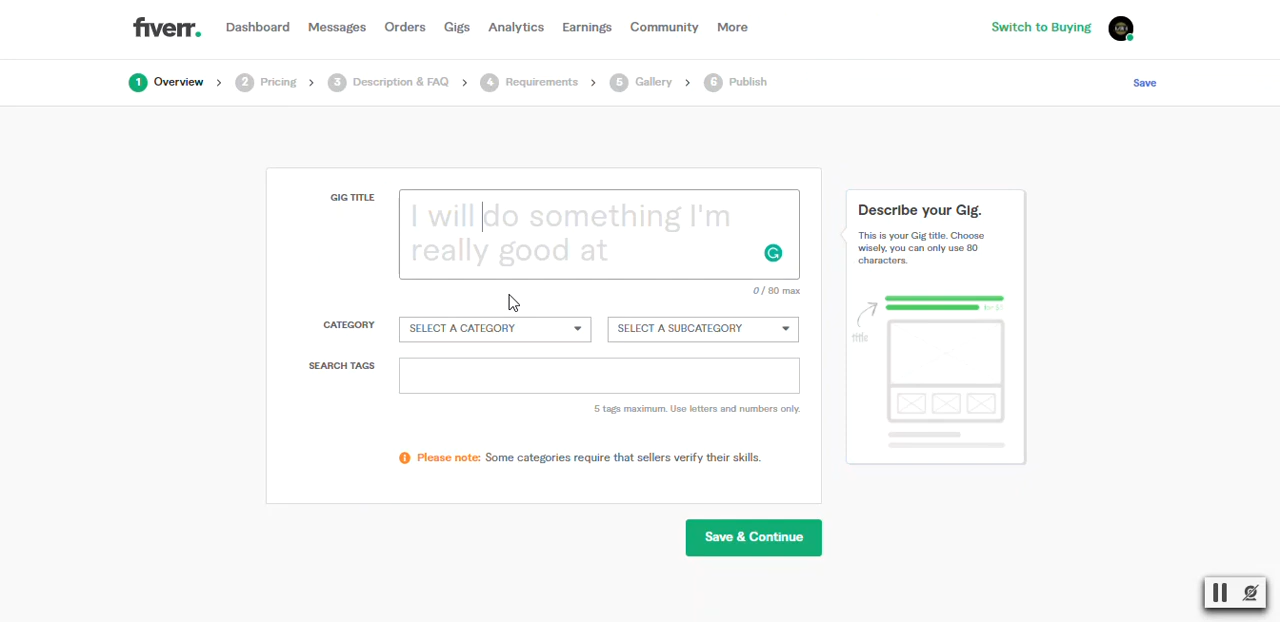 fiverr.
Dashboard
Messages
Orders
Gigs
Analytics
Earnings
Community
More
Switch to Buying
1 Overview
2 Pricing
3 Description & FAQ
4 Requirements
5 Gallery
6 Publish
Save
GIG TITLE
I will do something I'm
really good at
0 / 80 max
CATEGORY
SELECT A CATEGORY
SELECT A SUBCATEGORY
SEARCH TAGS
5 tags maximum. Use letters and numbers only.
Please note: Some categories require that sellers verify their skills.
Save & Continue
Describe your Gig.
This is your Gig title. Choose
wisely, you can only use 80
characters.
title